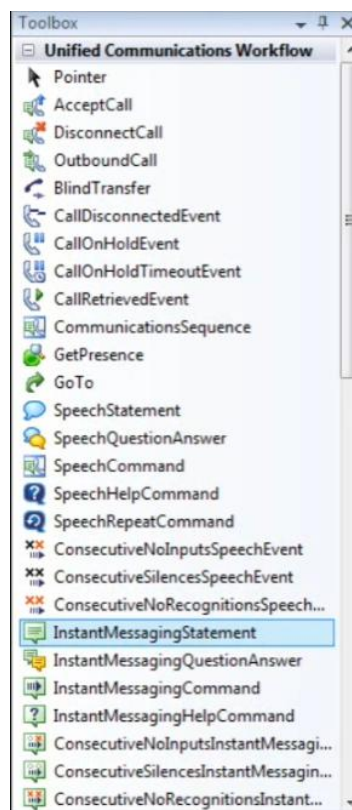 Toolbox
Unified Communications Workflow
Pointer
AcceptCall
DisconnectCall
OutboundCall
BlindTransfer
CallDisconnectedEvent
CallOnHoldEvent
CallOnHoldTimeoutEvent
CallRetrievedEvent
CommunicationsSequence
GetPresence
GoTo
SpeechStatement
SpeechQuestionAnswer
SpeechCommand
SpeechHelpCommand
SpeechRepeatCommand
ConsecutiveNoInputsSpeechEvent
ConsecutiveSilencesSpeechEvent
ConsecutiveNoRecognitionsSpeech...
InstantMessagingStatement
InstantMessagingQuestionAnswer
InstantMessagingCommand
InstantMessagingHelpCommand
ConsecutiveNoInputsInstantMessagi...
ConsecutiveSilencesInstantMessagin...
ConsecutiveNoRecognitionsInstant...